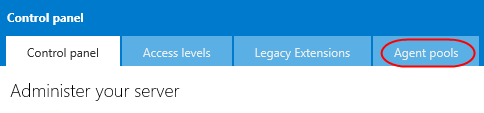 Control panel
Control panel Access levels Legacy Extensions Agent pools
Administer your server